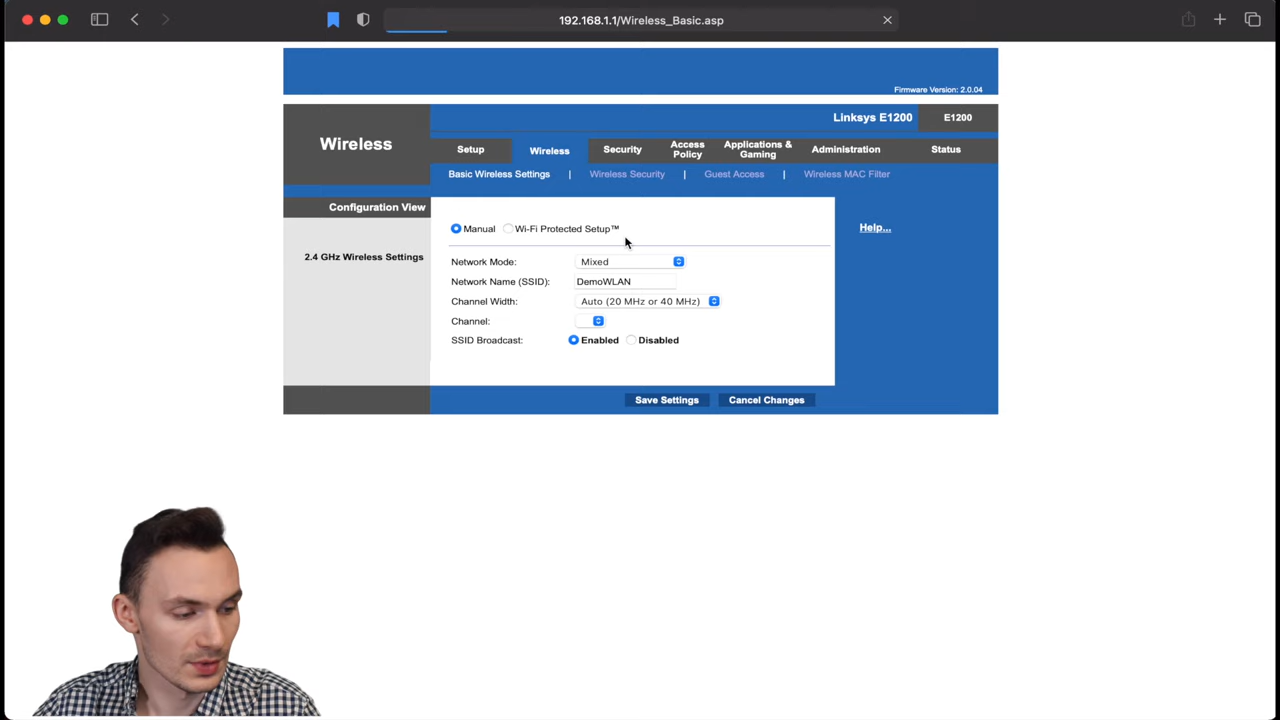 192.168.1.1/Wireless_Basic.asp
Firmware Version: 2.0.04
Linksys E1200 E1200
Wireless
Setup Wireless Security Access Policy Applications & Gaming Administration Status
Basic Wireless Settings | Wireless Security | Guest Access | Wireless MAC Filter
Configuration View
Manual Wi-Fi Protected Setup™ Help...
2.4 GHz Wireless Settings
Network Mode: Mixed
Network Name (SSID): DemoWLAN
Channel Width: Auto (20 MHz or 40 MHz)
Channel:
SSID Broadcast: Enabled Disabled
Save Settings Cancel Changes